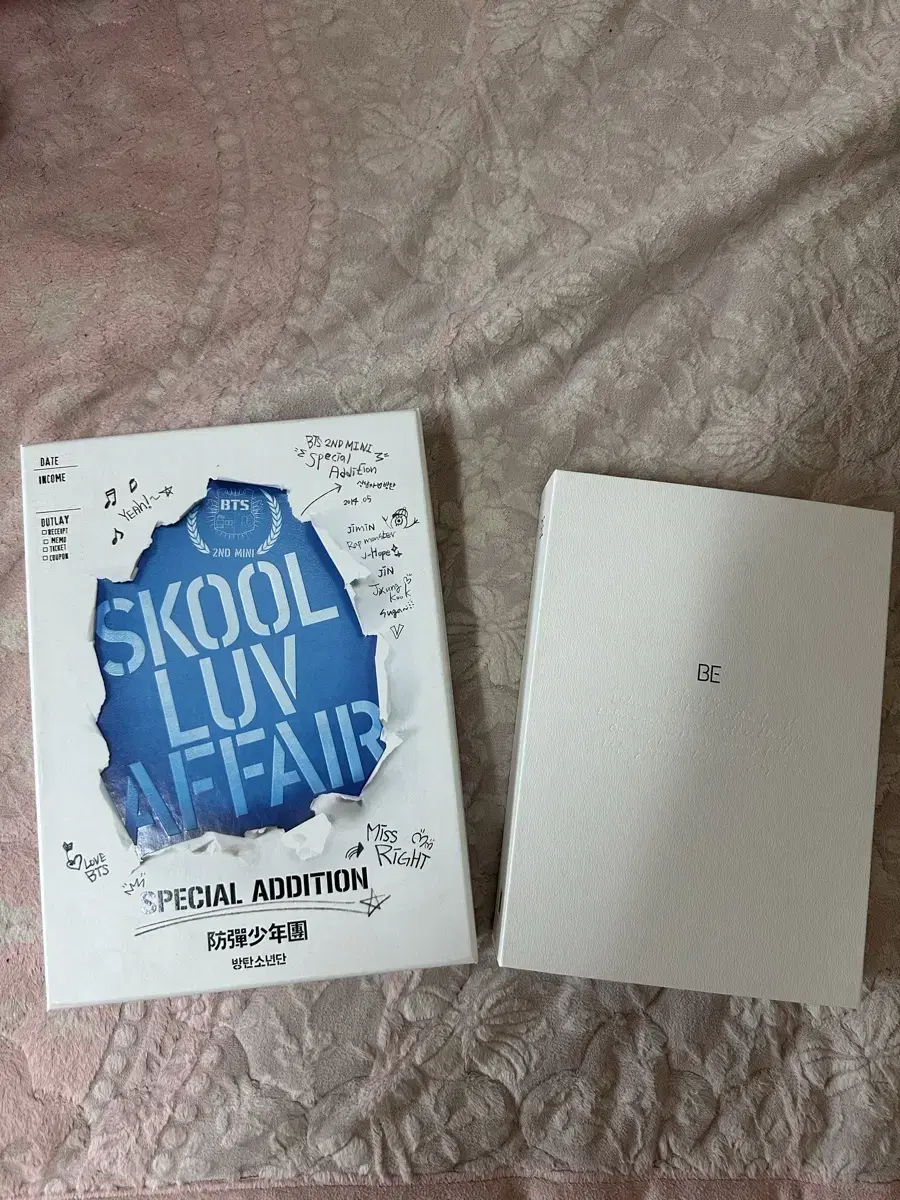 DATE
INCOME
OUTLAY
RECEIPT
MEMO
TICKET
COUPON
YEAH!~
BTS 2ND MINI
Special
Addition
2014 05
JIMIN
Rap monster
J-Hope
JIN
Jung Kook
Suga
BTS
2ND MINI
SKOOL
LUV
AFFAIR
LOVE
BTS
Miss
RIGHT
SPECIAL ADDITION
防彈少年團
방탄소년단
BE